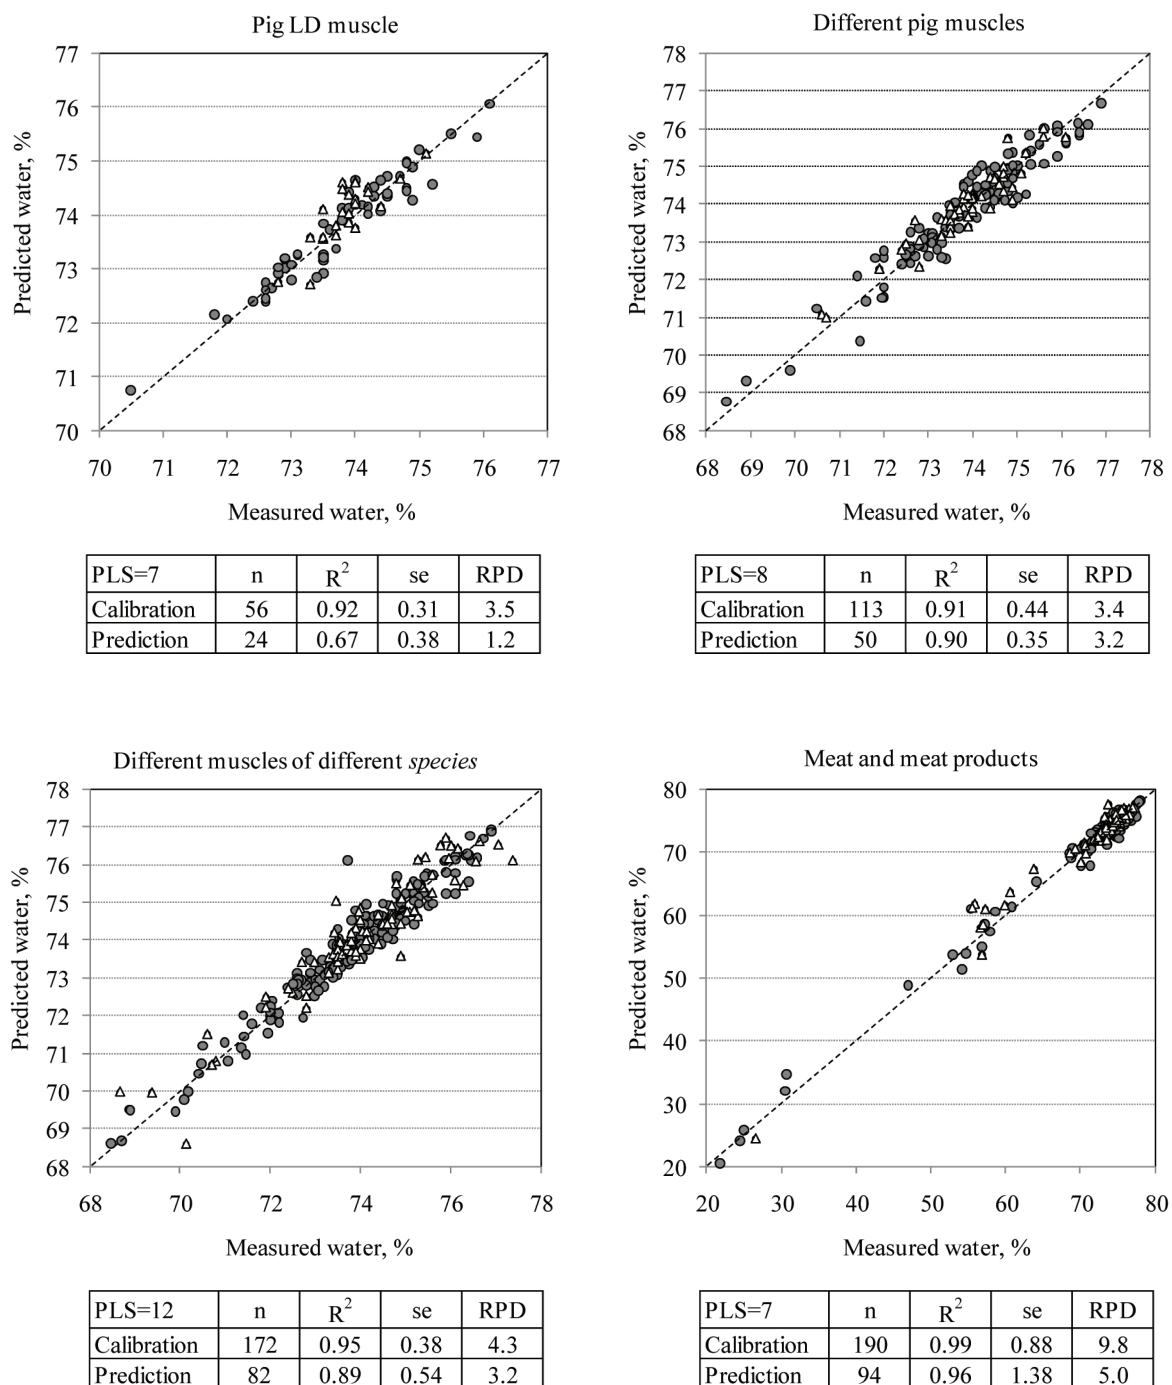 Pig LD muscle
77
76
75
74
73
72
71
70
Predicted water, %
70 71 72 73 74 75 76 77
Measured water, %
PLS=7 n R² se RPD
Calibration 56 0.92 0.31 3.5
Prediction 24 0.67 0.38 1.2
Different pig muscles
78
77
76
75
74
73
72
71
70
69
68
Predicted water, %
68 69 70 71 72 73 74 75 76 77 78
Measured water, %
PLS=8 n R² se RPD
Calibration 113 0.91 0.44 3.4
Prediction 50 0.90 0.35 3.2
Different muscles of different species
78
77
76
75
74
73
72
71
70
69
68
Predicted water, %
68 70 72 74 76 78
Measured water, %
PLS=12 n R² se RPD
Calibration 172 0.95 0.38 4.3
Prediction 82 0.89 0.54 3.2
Meat and meat products
80
70
60
50
40
30
20
Predicted water, %
20 30 40 50 60 70 80
Measured water, %
PLS=7 n R² se RPD
Calibration 190 0.99 0.88 9.8
Prediction 94 0.96 1.38 5.0